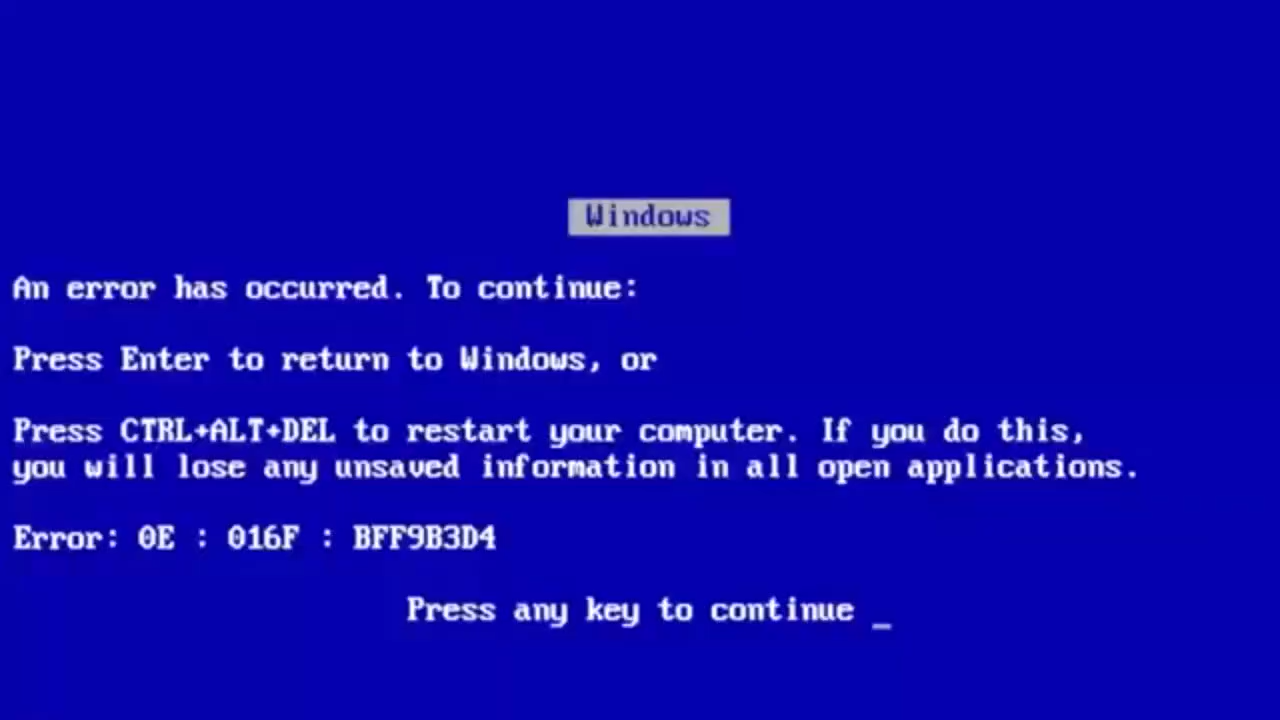 Windows
An error has occurred. To continue:
Press Enter to return to Windows, or
Press CTRL+ALT+DEL to restart your computer. If you do this,
you will lose any unsaved information in all open applications.
Error: 0E : 016F : BFF9B3D4
Press any key to continue _